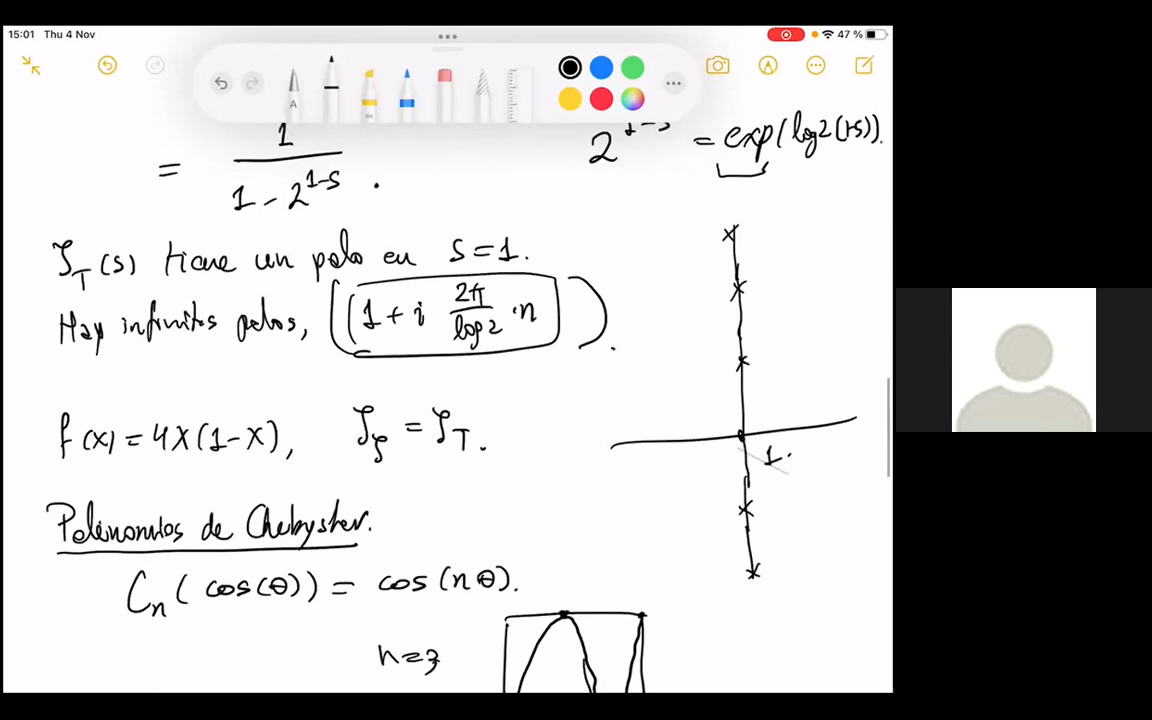 15:01 Thu 4 Nov
47 %
A
= 1 / (1 - 2^{1-s}) .
2^{1-s} = exp(log2(1-s)).
ζ_T(s) tiene un polo en s=1.
Hay infinitos polos, ((1 + i 2π/log2 · n)).
f(x) = 4x(1-x), ζ_f = ζ_T.
1.
Polinomios de Chebyshev.
C_n(cos(θ)) = cos(nθ).
n=3